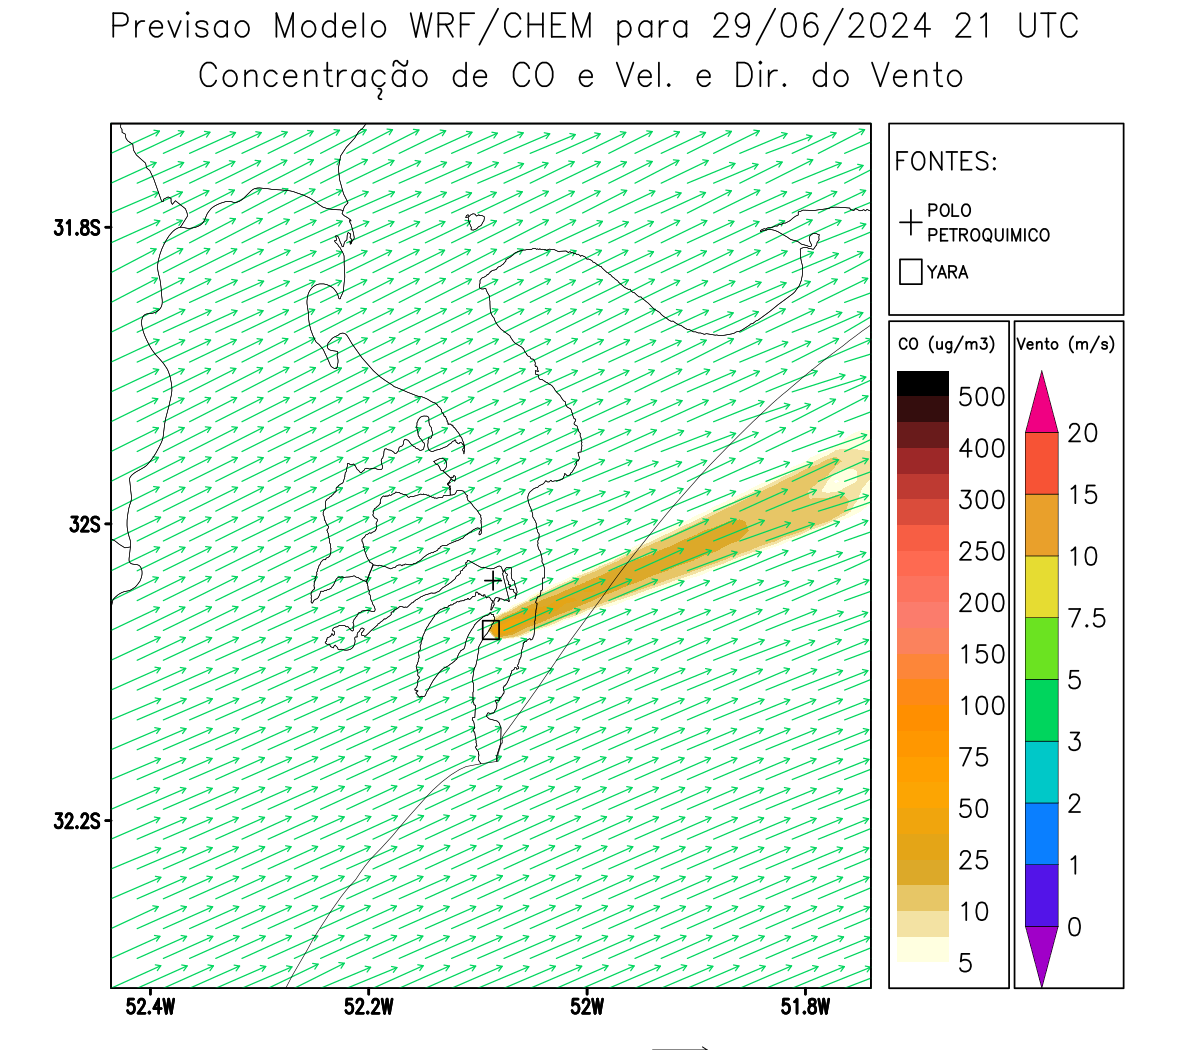 Previsao Modelo WRF/CHEM para 29/06/2024 21 UTC
Concentração de CO e Vel. e Dir. do Vento
FONTES:
POLO
PETROQUIMICO
YARA
31.8S
32S
32.2S
52.4W
52.2W
52W
51.8W
CO (ug/m3)
500
400
300
250
200
150
100
75
50
25
10
5
Vento (m/s)
20
15
10
7.5
5
3
2
1
0